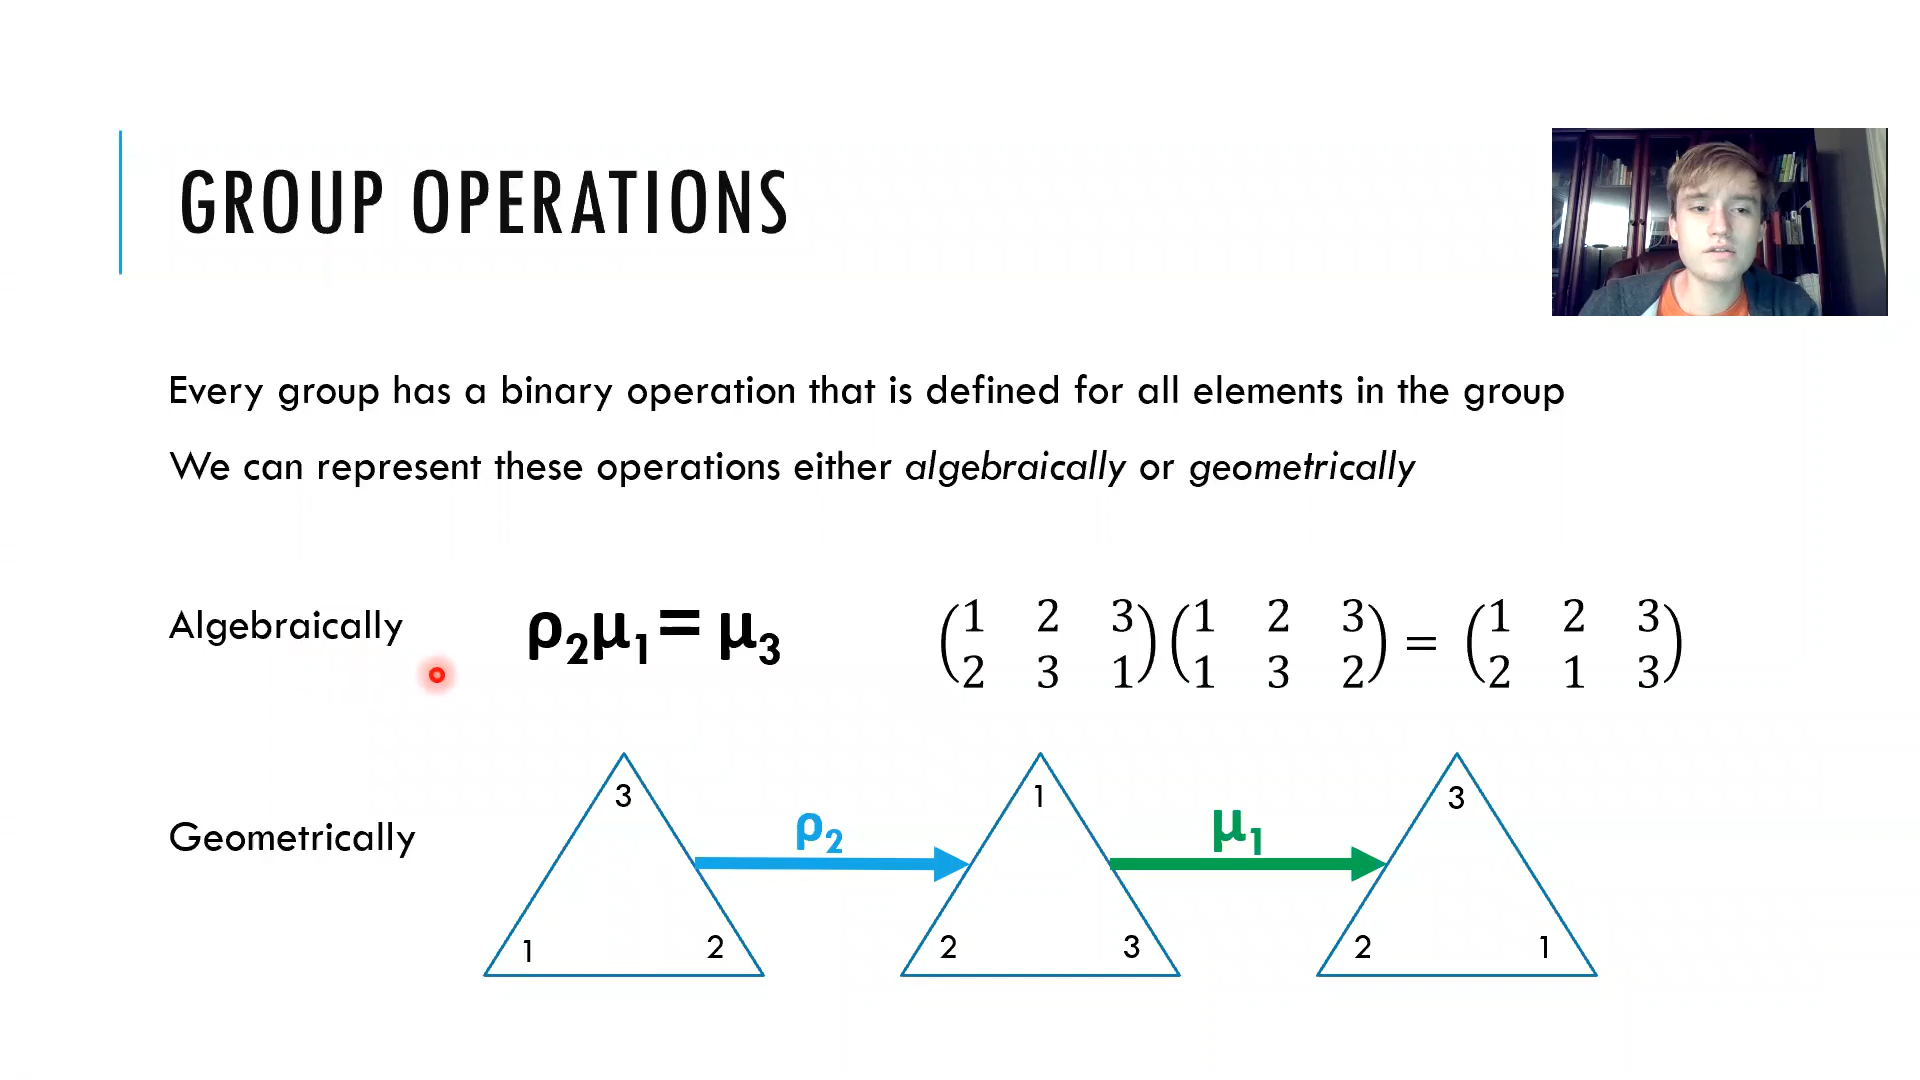 GROUP OPERATIONS
Every group has a binary operation that is defined for all elements in the group
We can represent these operations either algebraically or geometrically
Algebraically
ρ₂μ₁ = μ₃
(1 2 3) (1 2 3) = (1 2 3)
(2 3 1) (1 3 2) (2 1 3)
Geometrically
3 1 3
ρ₂ μ₁
1 2 2 3 2 1